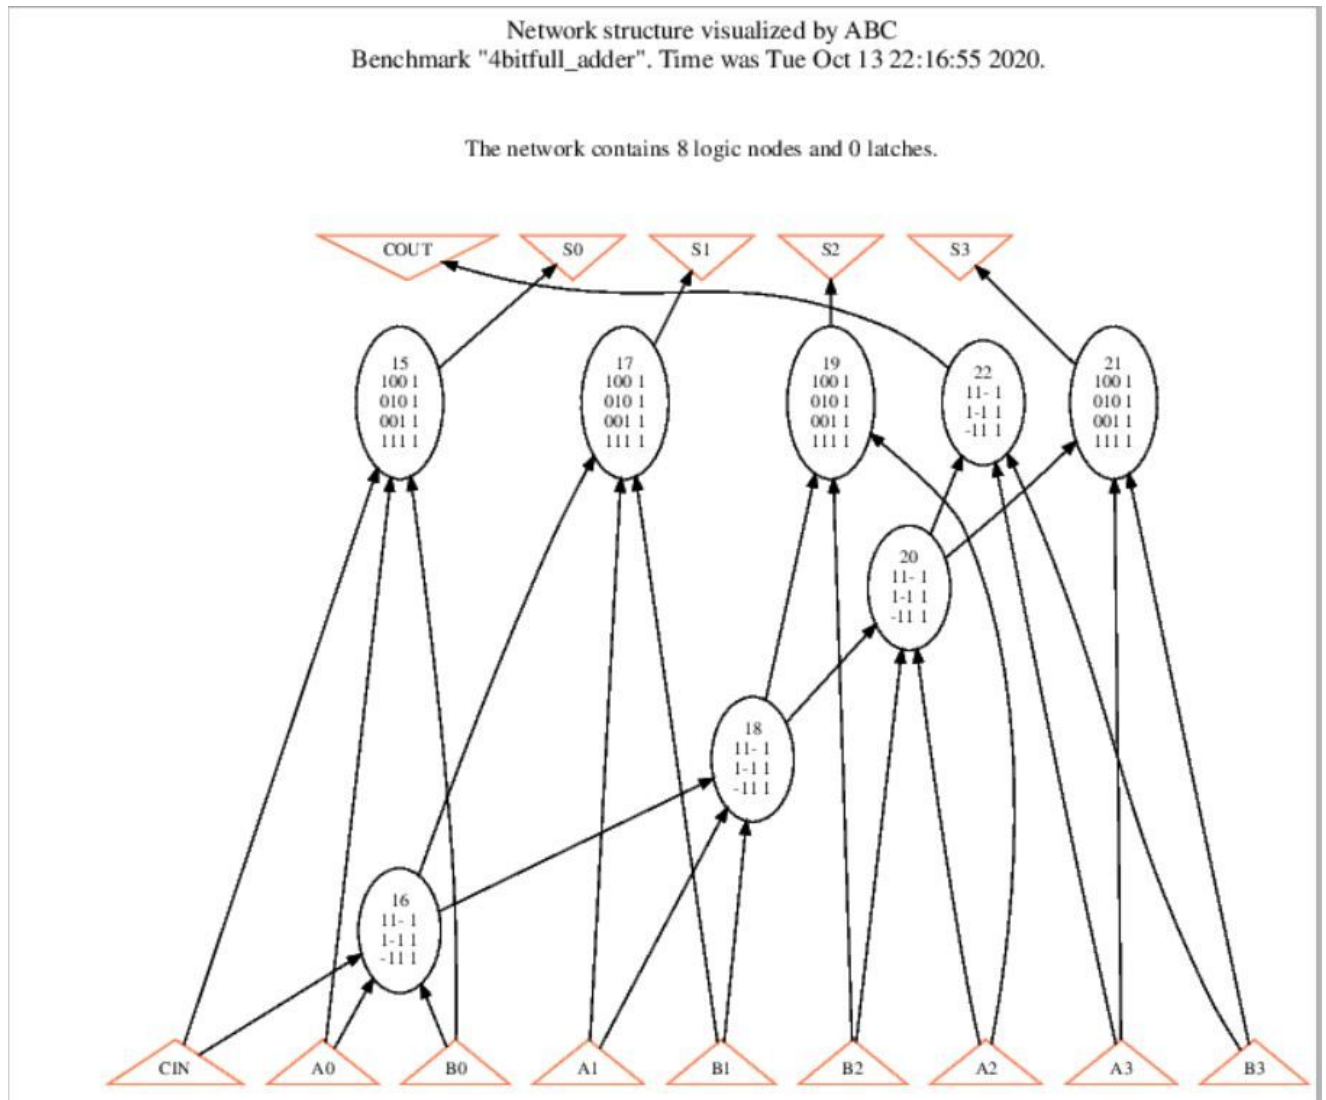 Network structure visualized by ABC
Benchmark "4bitfull_adder". Time was Tue Oct 13 22:16:55 2020.
The network contains 8 logic nodes and 0 latches.
COUT
S0
S1
S2
S3
15
100 1
010 1
001 1
111 1
17
100 1
010 1
001 1
111 1
19
100 1
010 1
001 1
111 1
22
11- 1
1-1 1
-11 1
21
100 1
010 1
001 1
111 1
20
11- 1
1-1 1
-11 1
18
11- 1
1-1 1
-11 1
16
11- 1
1-1 1
-11 1
CIN
A0
B0
A1
B1
B2
A2
A3
B3